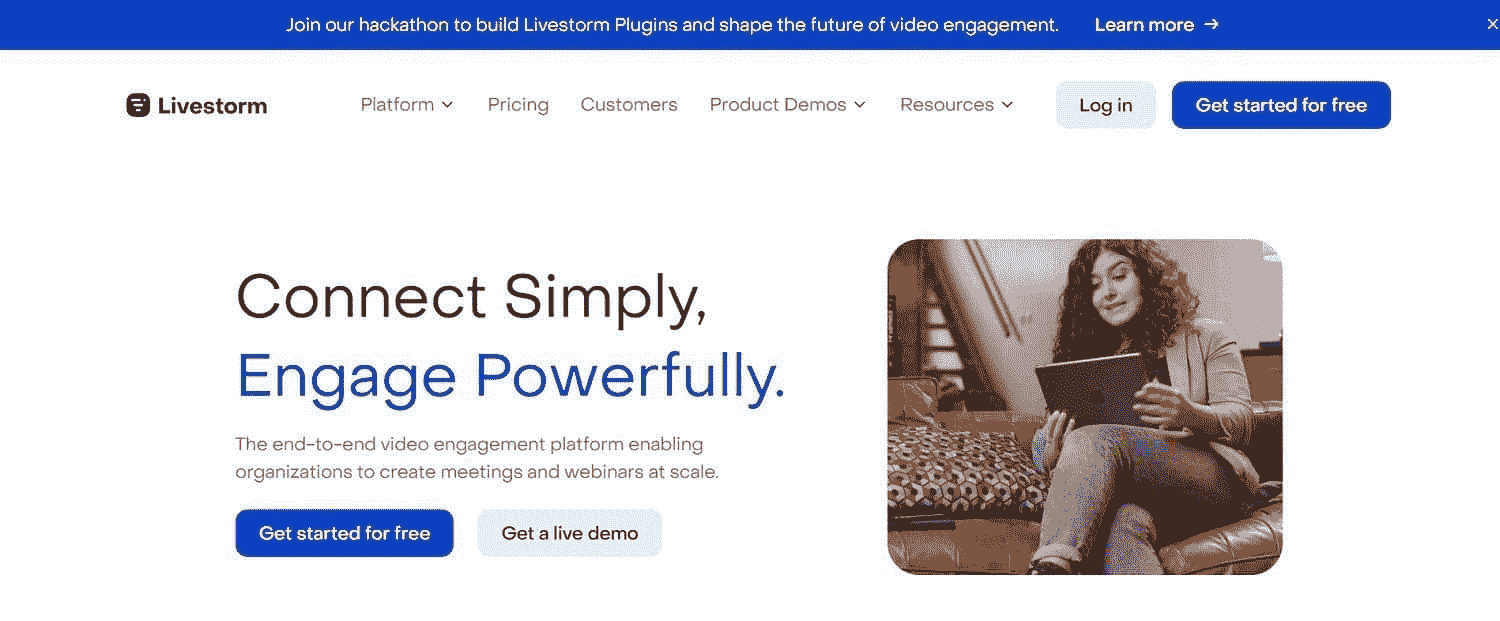 Join our hackathon to build Livestorm Plugins and shape the future of video engagement. Learn more →
Livestorm Platform Pricing Customers Product Demos Resources Log in Get started for free
Connect Simply,
Engage Powerfully.
The end-to-end video engagement platform enabling
organizations to create meetings and webinars at scale.
Get started for free Get a live demo